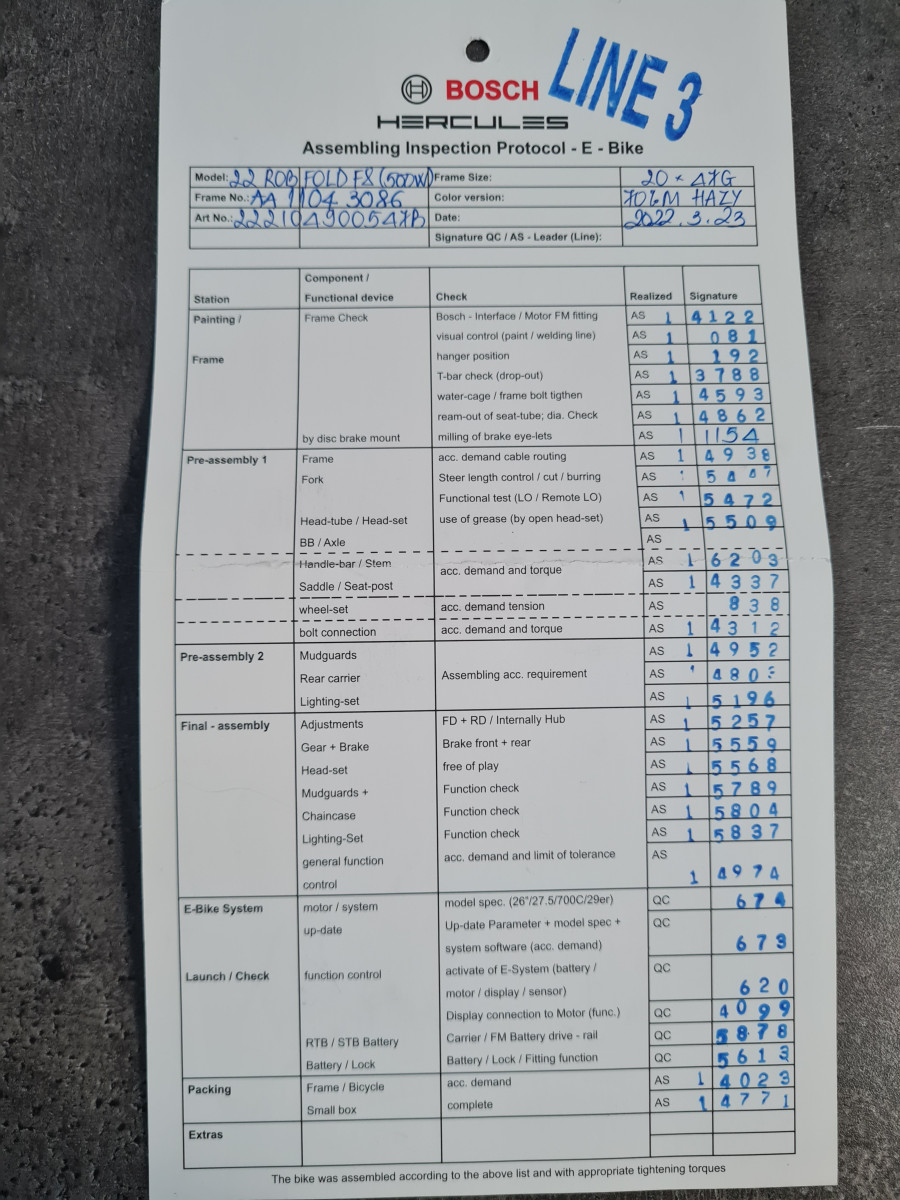 LINE 3
BOSCH
HERCULES
Assembling Inspection Protocol - E - Bike
Model: 22 ROB FOLD F8 (500W) Frame Size: 20 × 47G
Frame No.: AA 1104 3086 Color version: HAZY
Art No.: Date: 2022.3.23
Signature QC / AS - Leader (Line):
Component /
Station Functional device Check Realized Signature
Painting / Frame Check Bosch - Interface / Motor FM fitting AS 1 4122
visual control (paint / welding line) AS 1 081
Frame hanger position AS 1 192
T-bar check (drop-out) AS 1 3788
water-cage / frame bolt tigthen AS 1 4593
ream-out of seat-tube; dia. Check AS 1 4862
by disc brake mount milling of brake eye-lets AS 1 1154
Pre-assembly 1 Frame acc. demand cable routing AS 1 4938
Fork Steer length control / cut / burring AS
Functional test (LO / Remote LO) AS 1 5472
Head-tube / Head-set use of grease (by open head-set) AS 1 5509
BB / Axle AS
Handle-bar / Stem AS 1 6203
acc. demand and torque
Saddle / Seat-post AS 1 4337
wheel-set acc. demand tension AS 838
bolt connection acc. demand and torque AS 1 4312
Pre-assembly 2 Mudguards AS 1 4952
Rear carrier Assembling acc. requirement AS
Lighting-set AS 1 5196
Final - assembly Adjustments FD + RD / Internally Hub AS 1 5257
Gear + Brake Brake front + rear AS 1 5559
Head-set free of play AS 1 5568
Mudguards + Function check AS 1 5789
Chaincase Function check AS 1 5804
Lighting-Set Function check AS 1 5837
general function acc. demand and limit of tolerance AS
control 1 4974
E-Bike System motor / system model spec. (26"/27.5/700C/29er) QC 674
up-date Up-date Parameter + model spec + QC
system software (acc. demand) 673
Launch / Check function control activate of E-System (battery / QC
motor / display / sensor) 620
Display connection to Motor (func.) QC 4099
RTB / STB Battery Carrier / FM Battery drive - rail QC 5878
Battery / Lock Battery / Lock / Fitting function QC 5613
Packing Frame / Bicycle acc. demand AS 1 4023
Small box complete AS 1 4771
Extras
The bike was assembled according to the above list and with appropriate tightening torques